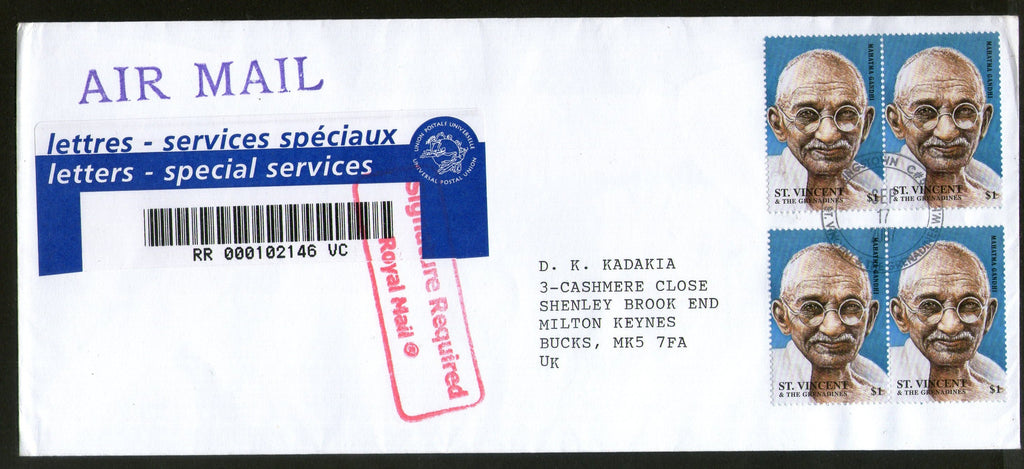 AIR MAIL
lettres - services spéciaux
letters - special services
UNION POSTALE UNIVERSELLE
UNIVERSAL POSTAL UNION
RR 000102146 VC
Signature Required
Royal Mail
D. K. KADAKIA
3-CASHMERE CLOSE
SHENLEY BROOK END
MILTON KEYNES
BUCKS, MK5 7FA
UK
MAHATMA GANDHI
ST. VINCENT
& THE GRENADINES
$1
MAHATMA GANDHI
ST. VINCENT
& THE GRENADINES
$1
MAHATMA GANDHI
ST. VINCENT
& THE GRENADINES
$1
MAHATMA GANDHI
ST. VINCENT
& THE GRENADINES
$1
SEP
17